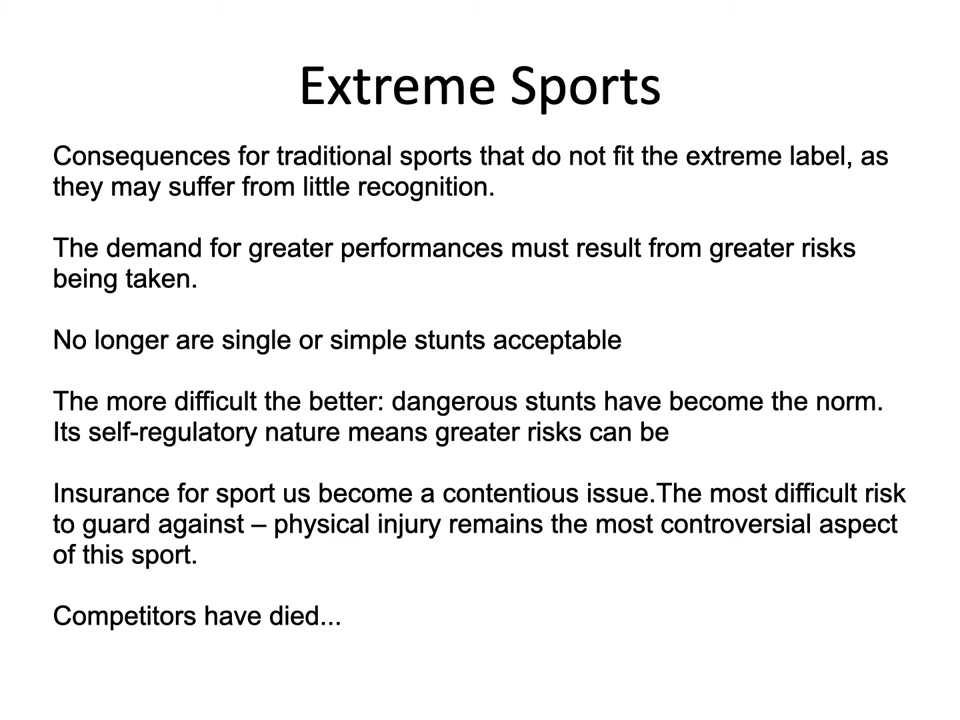 Extreme Sports
Consequences for traditional sports that do not fit the extreme label, as
they may suffer from little recognition.
The demand for greater performances must result from greater risks
being taken.
No longer are single or simple stunts acceptable
The more difficult the better: dangerous stunts have become the norm.
Its self-regulatory nature means greater risks can be
Insurance for sport us become a contentious issue.The most difficult risk
to guard against – physical injury remains the most controversial aspect
of this sport.
Competitors have died...